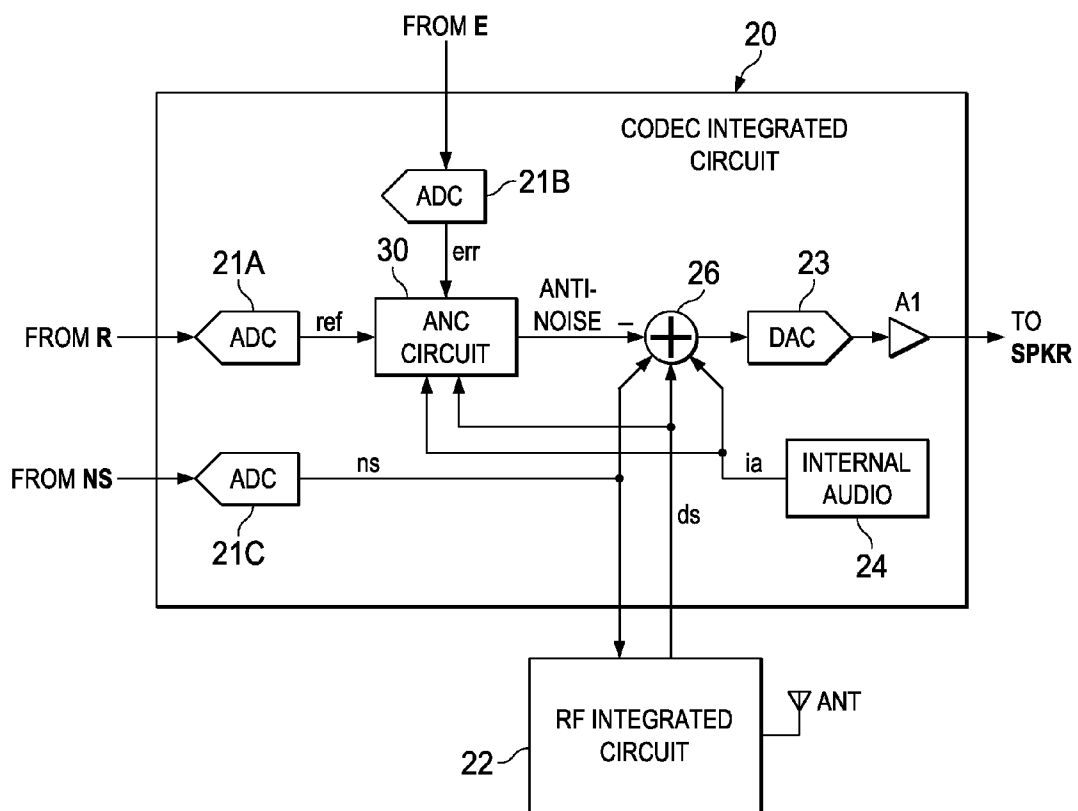 FROM E
20
CODEC INTEGRATED
CIRCUIT
ADC
21B
err
21A
30
ANTI-
NOISE
–
26
23
A1
FROM R
ADC
ref
ANC
CIRCUIT
DAC
TO
SPKR
FROM NS
ADC
ns
ds
ia
INTERNAL
AUDIO
21C
24
RF INTEGRATED
CIRCUIT
ANT
22